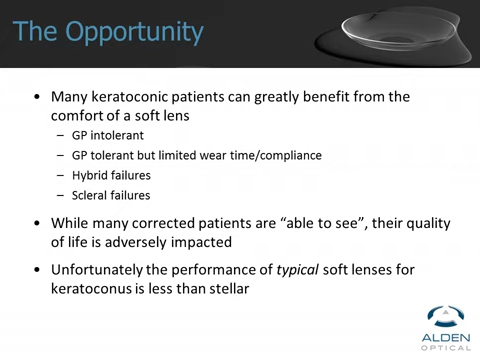 The Opportunity
• Many keratoconic patients can greatly benefit from the
comfort of a soft lens
– GP intolerant
– GP tolerant but limited wear time/compliance
– Hybrid failures
– Scleral failures
• While many corrected patients are “able to see”, their quality
of life is adversely impacted
• Unfortunately the performance of typical soft lenses for
keratoconus is less than stellar
ALDEN
OPTICAL